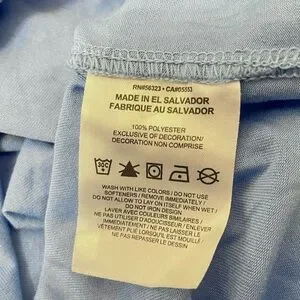 RN#56323 • CA#05553
MADE IN EL SALVADOR
FABRIQUE AU SALVADOR
100% POLYESTER
EXCLUSIVE OF DECORATION/
DECORATION NON COMPRISE
30C
WASH WITH LIKE COLORS / DO NOT USE
SOFTENERS / REMOVE IMMEDIATELY /
DO NOT ALLOW TO LAY ON ITSELF WHEN WET /
DO NOT IRON DESIGN
LAVER AVEC COULEURS SIMILAIRES /
NE PAS UTILISER D'ADOUCISSEUR / ENLEVER
IMMÉDIATEMENT / NE PAS LAISSER LE
VÊTEMENT PLIÉ LORSQU'IL EST MOUILLÉ /
NE PAS REPASSER LE DESSIN